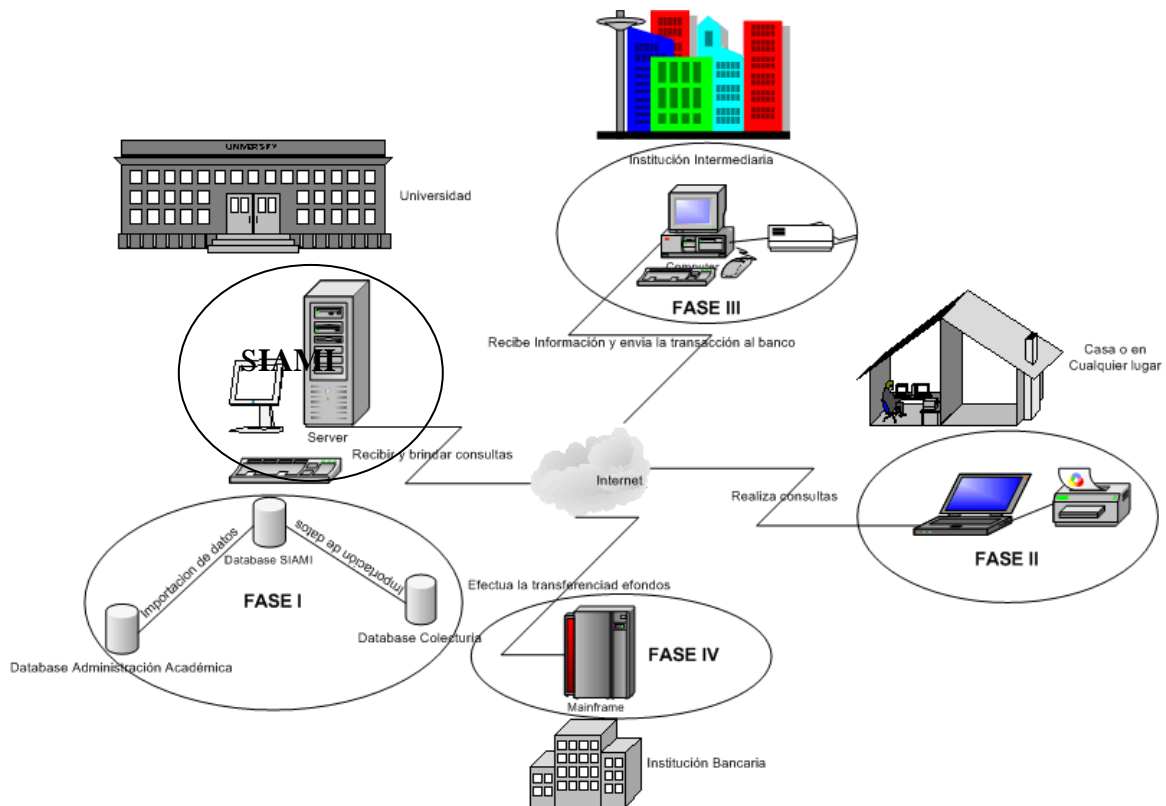 Institución Intermediaria
UNIVERSITY
Universidad
Computer
FASE III
Recibe Información y envia la transacción al banco
SIAMI
Server
Recibir y brindar consultas
Casa o en
Cualquier lugar
Internet
Realiza consultas
FASE II
Importacion de datos
Importación de datos
Database SIAMI
FASE I
Database Colecturia
Database Administración Académica
Efectua la transferenciad efondos
FASE IV
Mainframe
Institución Bancaria